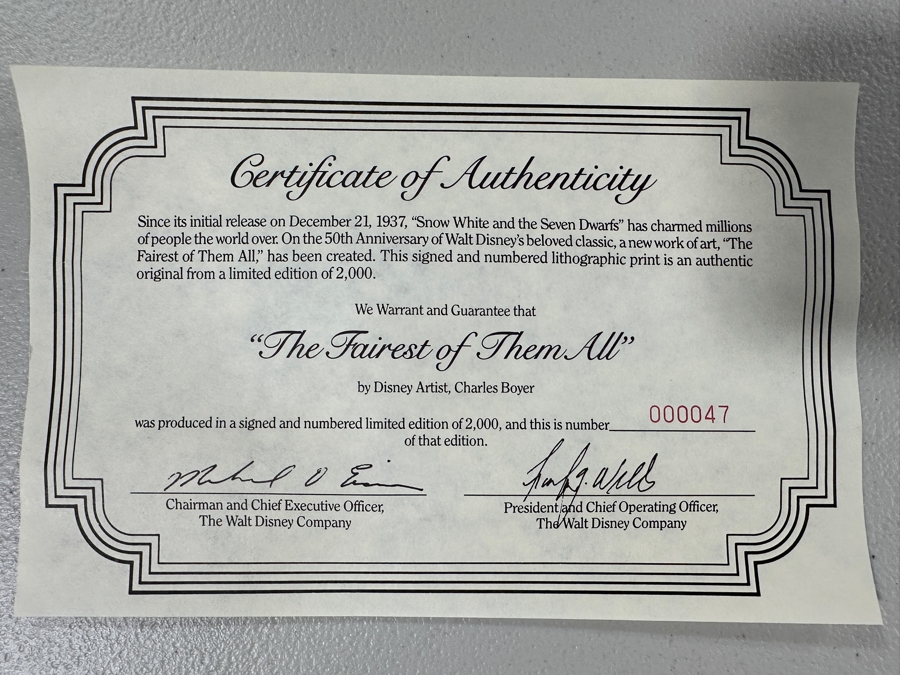 Certificate of Authenticity
Since its initial release on December 21, 1937, “Snow White and the Seven Dwarfs” has charmed millions
of people the world over. On the 50th Anniversary of Walt Disney’s beloved classic, a new work of art, “The
Fairest of Them All,” has been created. This signed and numbered lithographic print is an authentic
original from a limited edition of 2,000.
We Warrant and Guarantee that
“The Fairest of Them All”
by Disney Artist, Charles Boyer
was produced in a signed and numbered limited edition of 2,000, and this is number 000047
of that edition.
Chairman and Chief Executive Officer,
The Walt Disney Company
President and Chief Operating Officer,
The Walt Disney Company